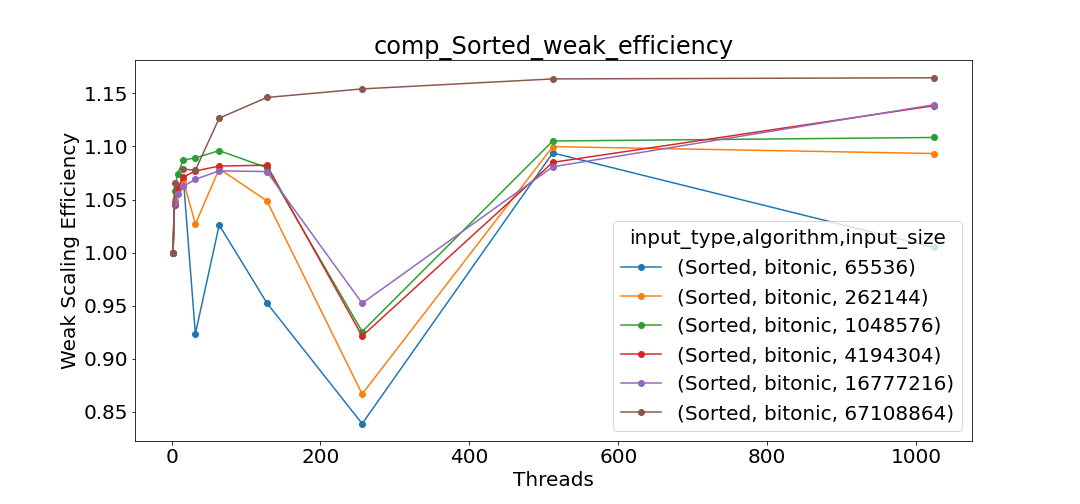 comp_Sorted_weak_efficiency
Weak Scaling Efficiency
1.15
1.10
1.05
1.00
0.95
0.90
0.85
input_type,algorithm,input_size
(Sorted, bitonic, 65536)
(Sorted, bitonic, 262144)
(Sorted, bitonic, 1048576)
(Sorted, bitonic, 4194304)
(Sorted, bitonic, 16777216)
(Sorted, bitonic, 67108864)
0 200 400 600 800 1000
Threads